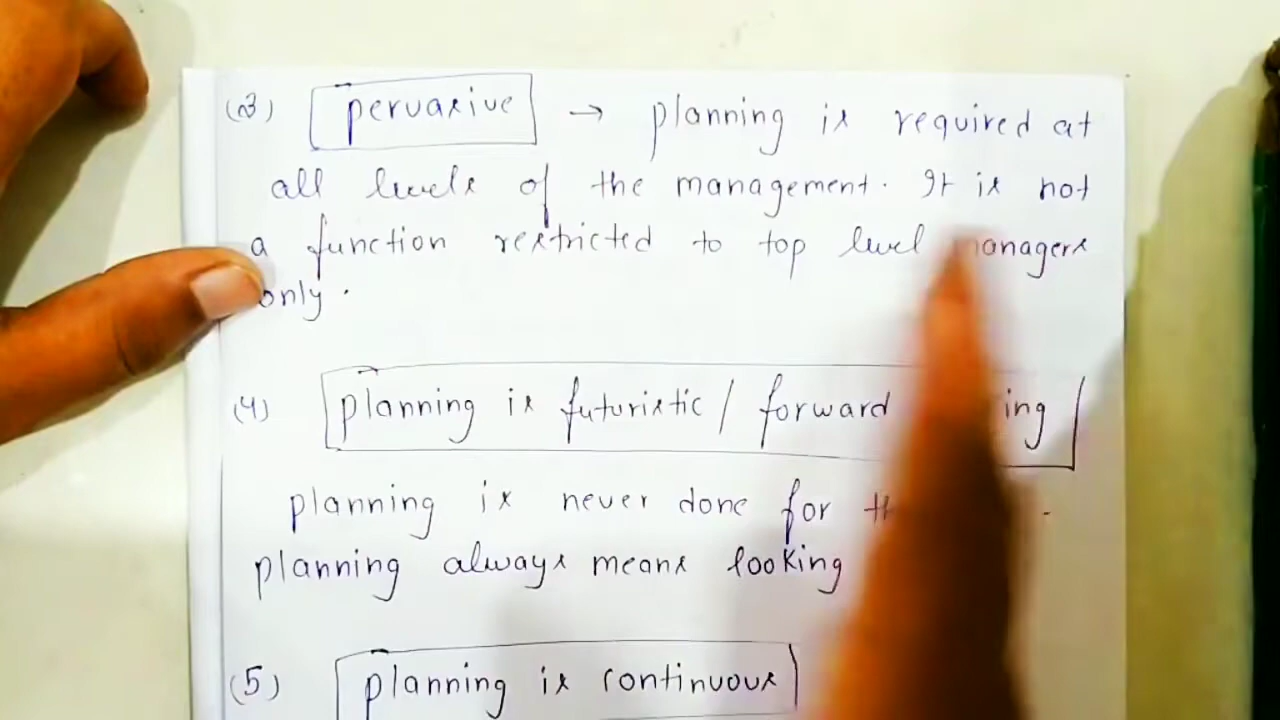 (3) pervasive → planning is required at
all levels of the management. It is not
a function restricted to top level managers
only.
(4) planning is futuristic / forward
planning is never done for
planning always means looking
(5) planning is continuous